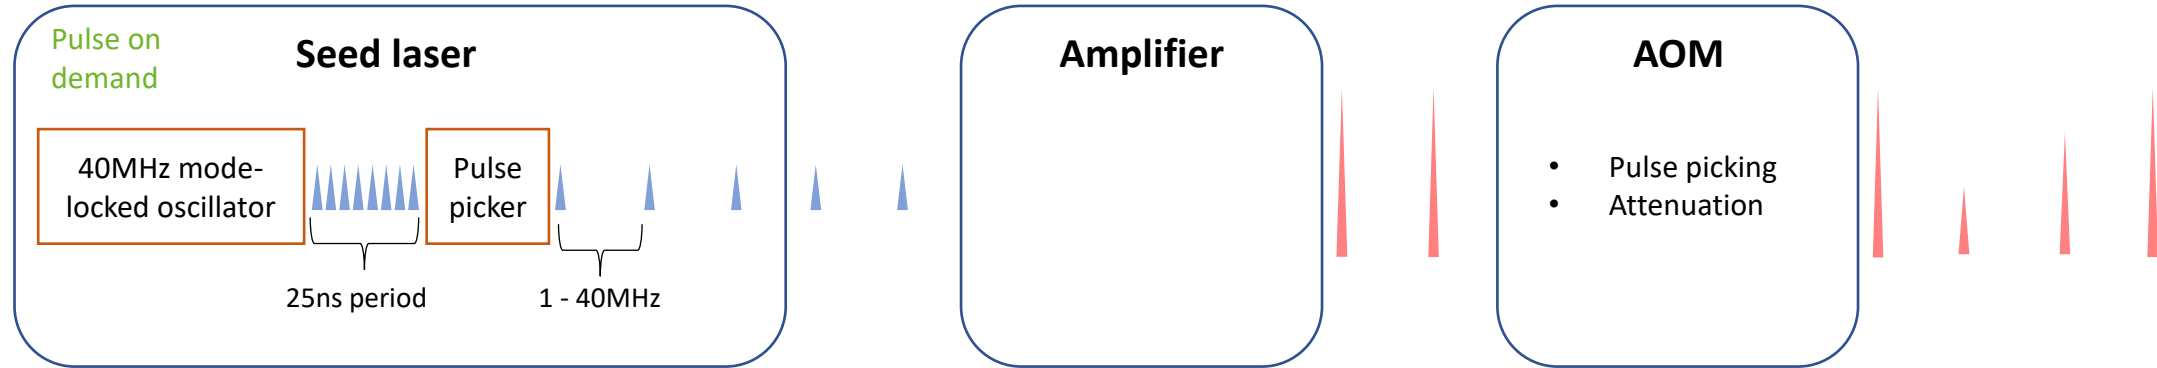 Pulse on
demand
Seed laser
40MHz mode-
locked oscillator
25ns period
Pulse
picker
1 - 40MHz
Amplifier
AOM
• Pulse picking
• Attenuation